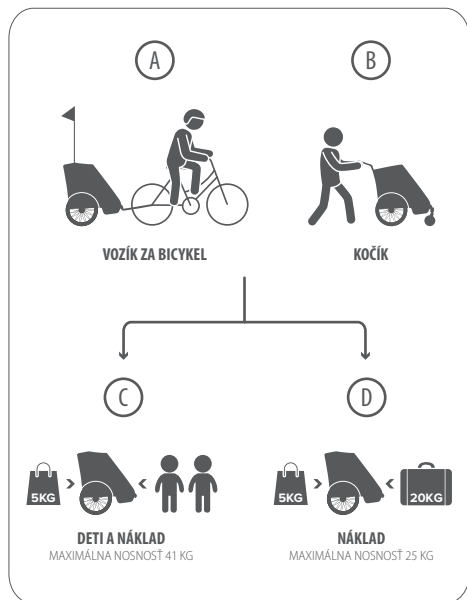 A
B
VOZÍK ZA BICYKEL
KOČÍK
C
D
5KG
5KG
20KG
DETI A NÁKLAD
MAXIMÁLNA NOSNOSŤ 41 KG
NÁKLAD
MAXIMÁLNA NOSNOSŤ 25 KG